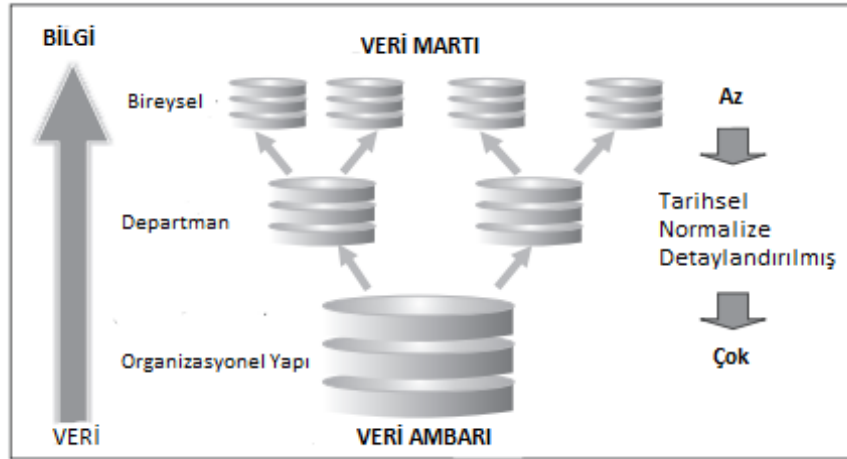 BİLGİ
VERİ MARTI
Bireysel
Az
Departman
Tarihsel
Normalize
Detaylandırılmış
Organizasyonel Yapı
Çok
VERİ
VERİ AMBARI